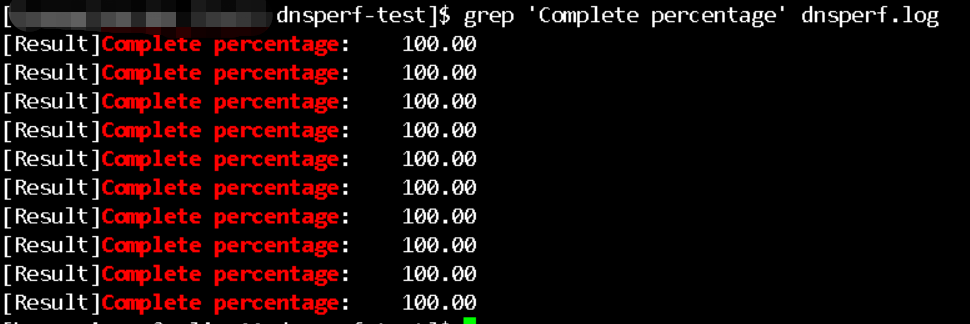 [ dnsperf-test]$ grep 'Complete percentage' dnsperf.log
[Result]Complete percentage: 100.00
[Result]Complete percentage: 100.00
[Result]Complete percentage: 100.00
[Result]Complete percentage: 100.00
[Result]Complete percentage: 100.00
[Result]Complete percentage: 100.00
[Result]Complete percentage: 100.00
[Result]Complete percentage: 100.00
[Result]Complete percentage: 100.00
[Result]Complete percentage: 100.00